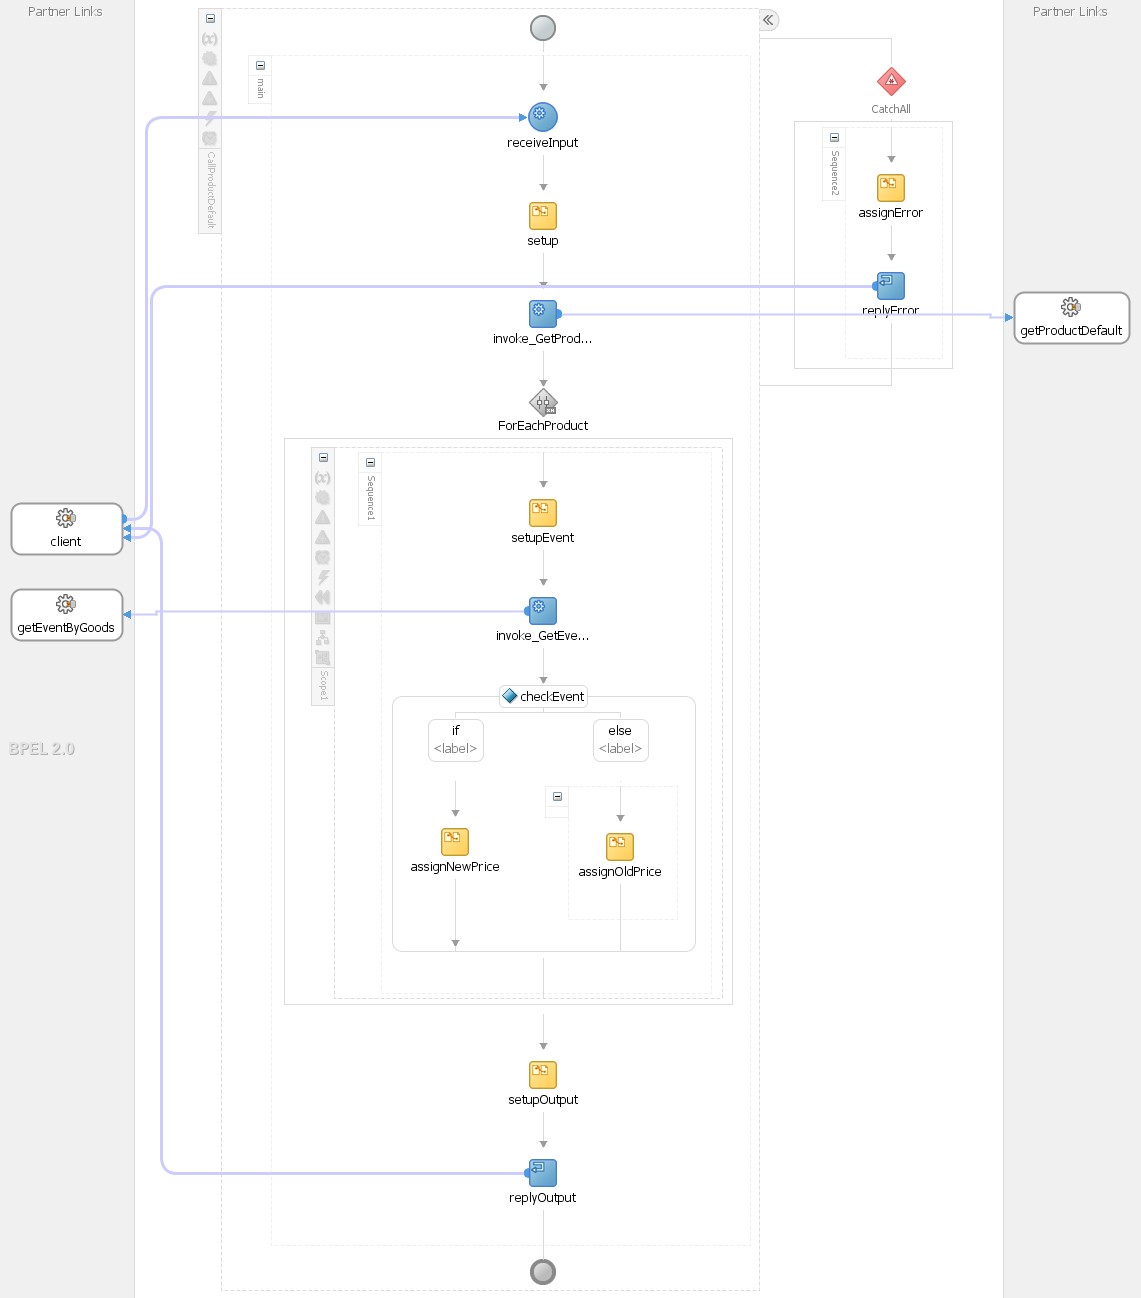 Partner Links
Partner Links
main
CallProductDefault
receiveInput
setup
invoke_GetProd...
ForEachProduct
CatchAll
Sequence2
assignError
replyError
getProductDefault
client
getEventByGoods
BPEL 2.0
Scope1
Sequence1
setupEvent
invoke_GetEve...
checkEvent
if
<label>
else
<label>
assignNewPrice
assignOldPrice
setupOutput
replyOutput